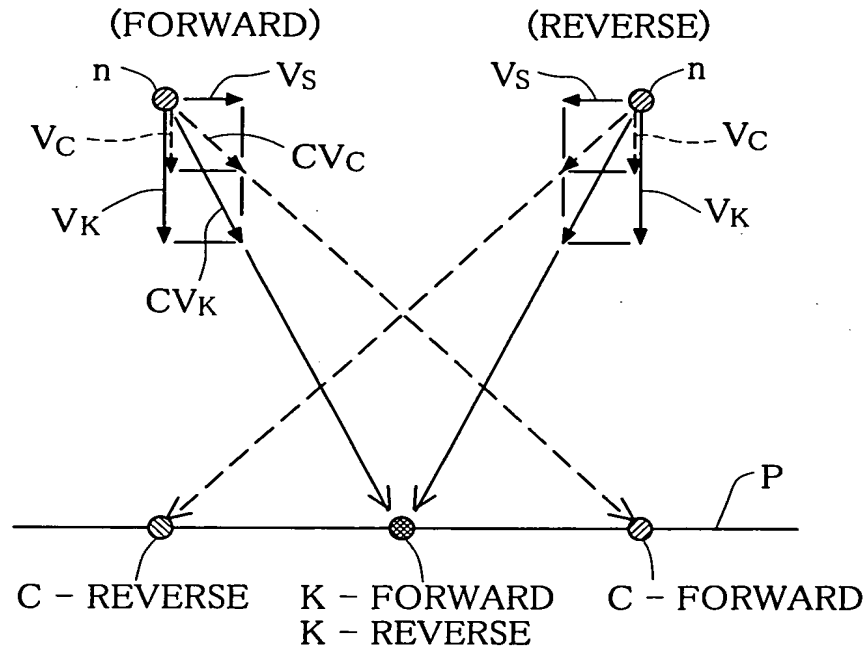 (FORWARD) (REVERSE)
n VS VS n
VC CVC VC
VK VK
CVK
P
C – REVERSE K – FORWARD C – FORWARD
K – REVERSE